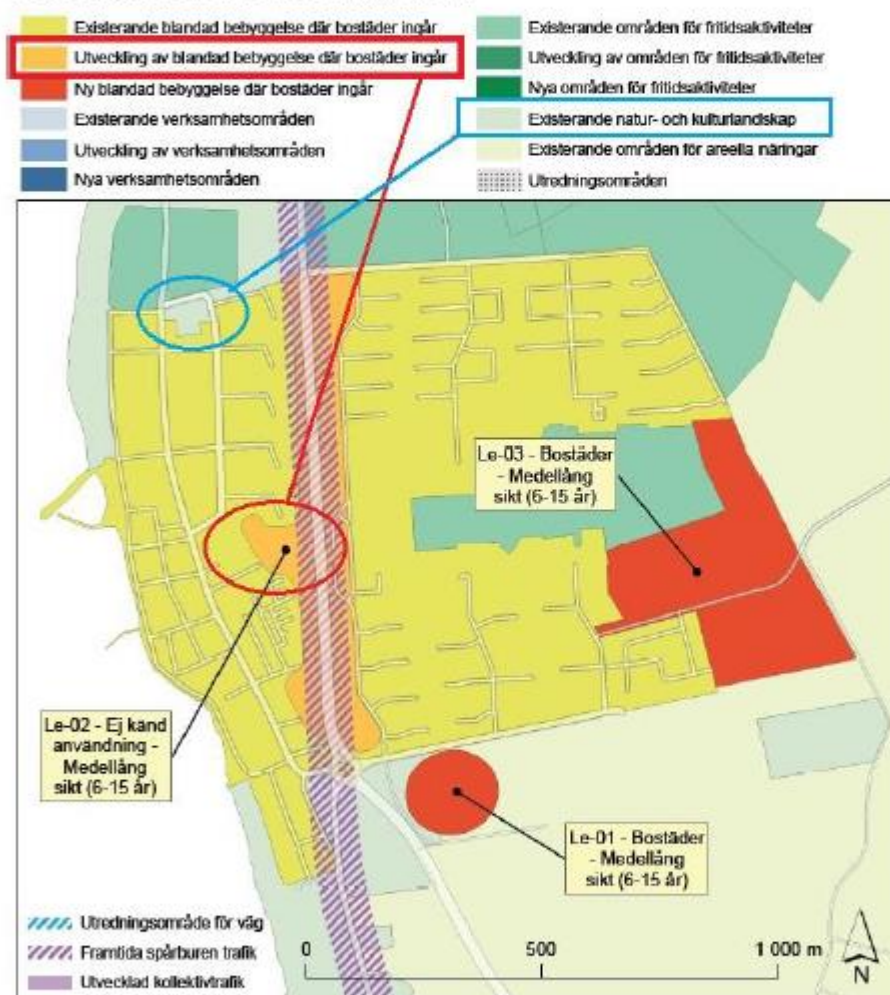 Existerande blandad bebyggelse där bostäder ingår
Utveckling av blandad bebyggelse där bostäder ingår
Ny blandad bebyggelse där bostäder ingår
Existerande verksamhetsområden
Utveckling av verksamhetsområden
Nya verksamhetsområden
Existerande områden för fritidsaktiviteter
Utveckling av områden för fritidsaktiviteter
Nya områden för fritidsaktiviteter
Existerande natur- och kulturlandskap
Existerande områden för areella näringar
Utredningsområden
Le-03 - Bostäder
- Medellång
sikt (6-15 år)
Le-02 - Ej känd
användning -
Medellång
sikt (6-15 år)
Le-01 - Bostäder
- Medellång
sikt (6-15 år)
Utredningsområde för väg
Framtida spårburen trafik
Utvecklad kollektivtrafik
0 500 1 000 m
N